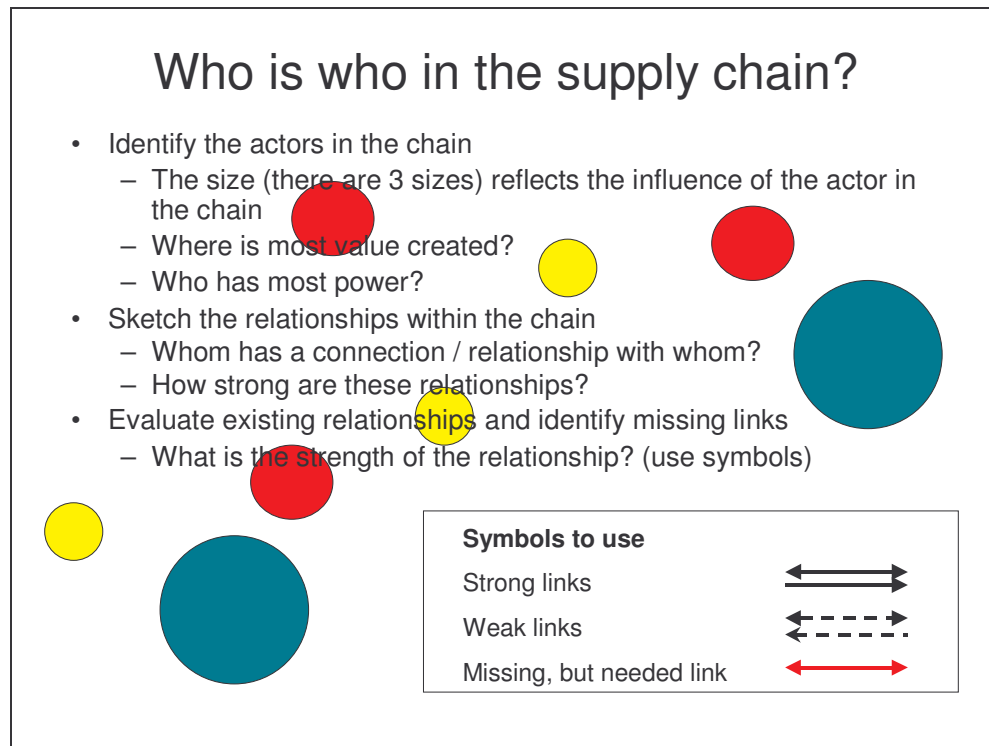 Who is who in the supply chain?
• Identify the actors in the chain
– The size (there are 3 sizes) reflects the influence of the actor in
the chain
– Where is most value created?
– Who has most power?
• Sketch the relationships within the chain
– Whom has a connection / relationship with whom?
– How strong are these relationships?
• Evaluate existing relationships and identify missing links
– What is the strength of the relationship? (use symbols)
Symbols to use
Strong links
Weak links
Missing, but needed link